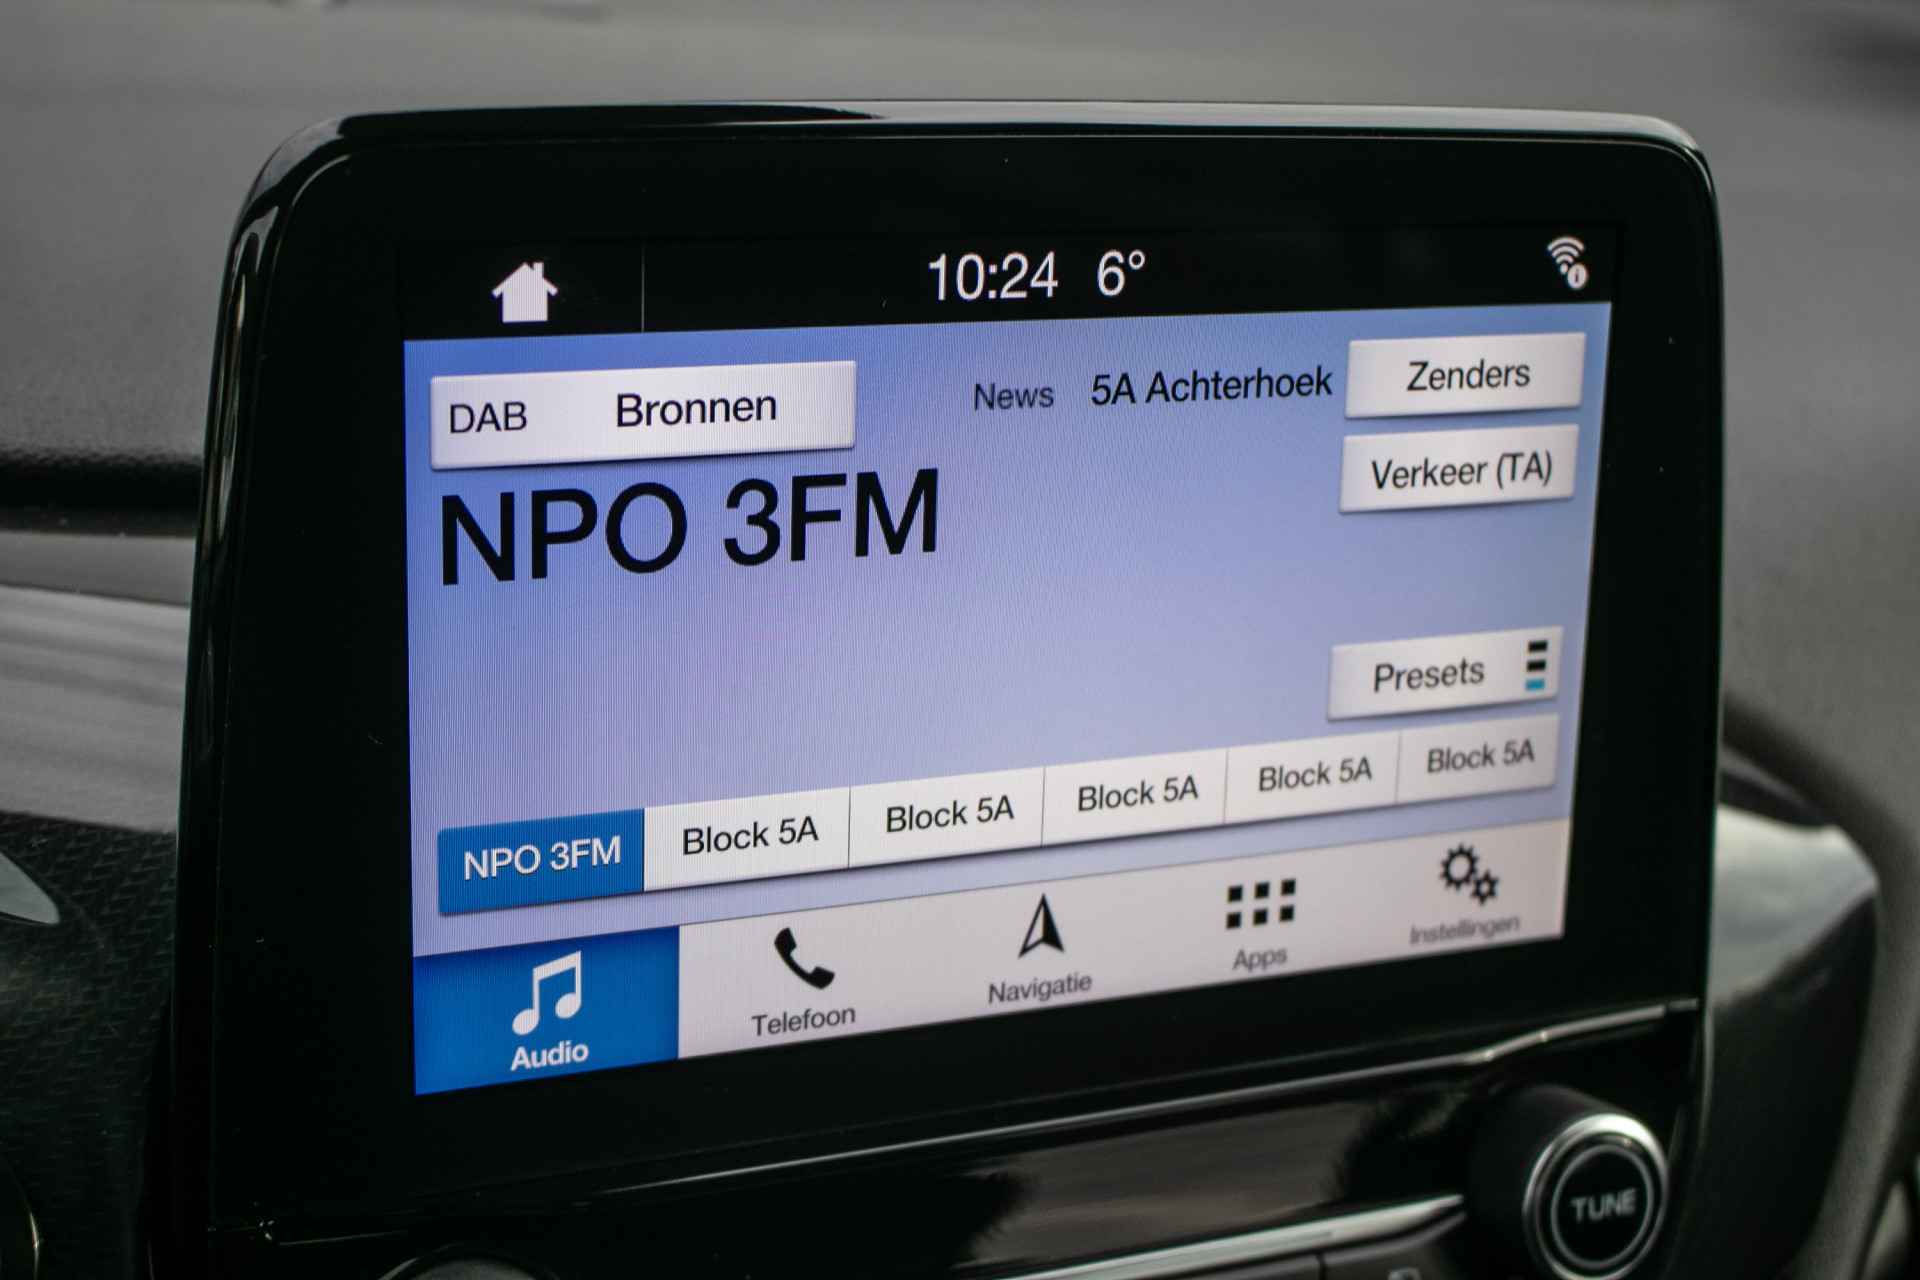 10:24 6°
DAB Bronnen
News 5A Achterhoek
Zenders
Verkeer (TA)
NPO 3FM
Presets
NPO 3FM Block 5A Block 5A Block 5A Block 5A Block 5A
Audio Telefoon Navigatie Apps Instellingen
TUNE